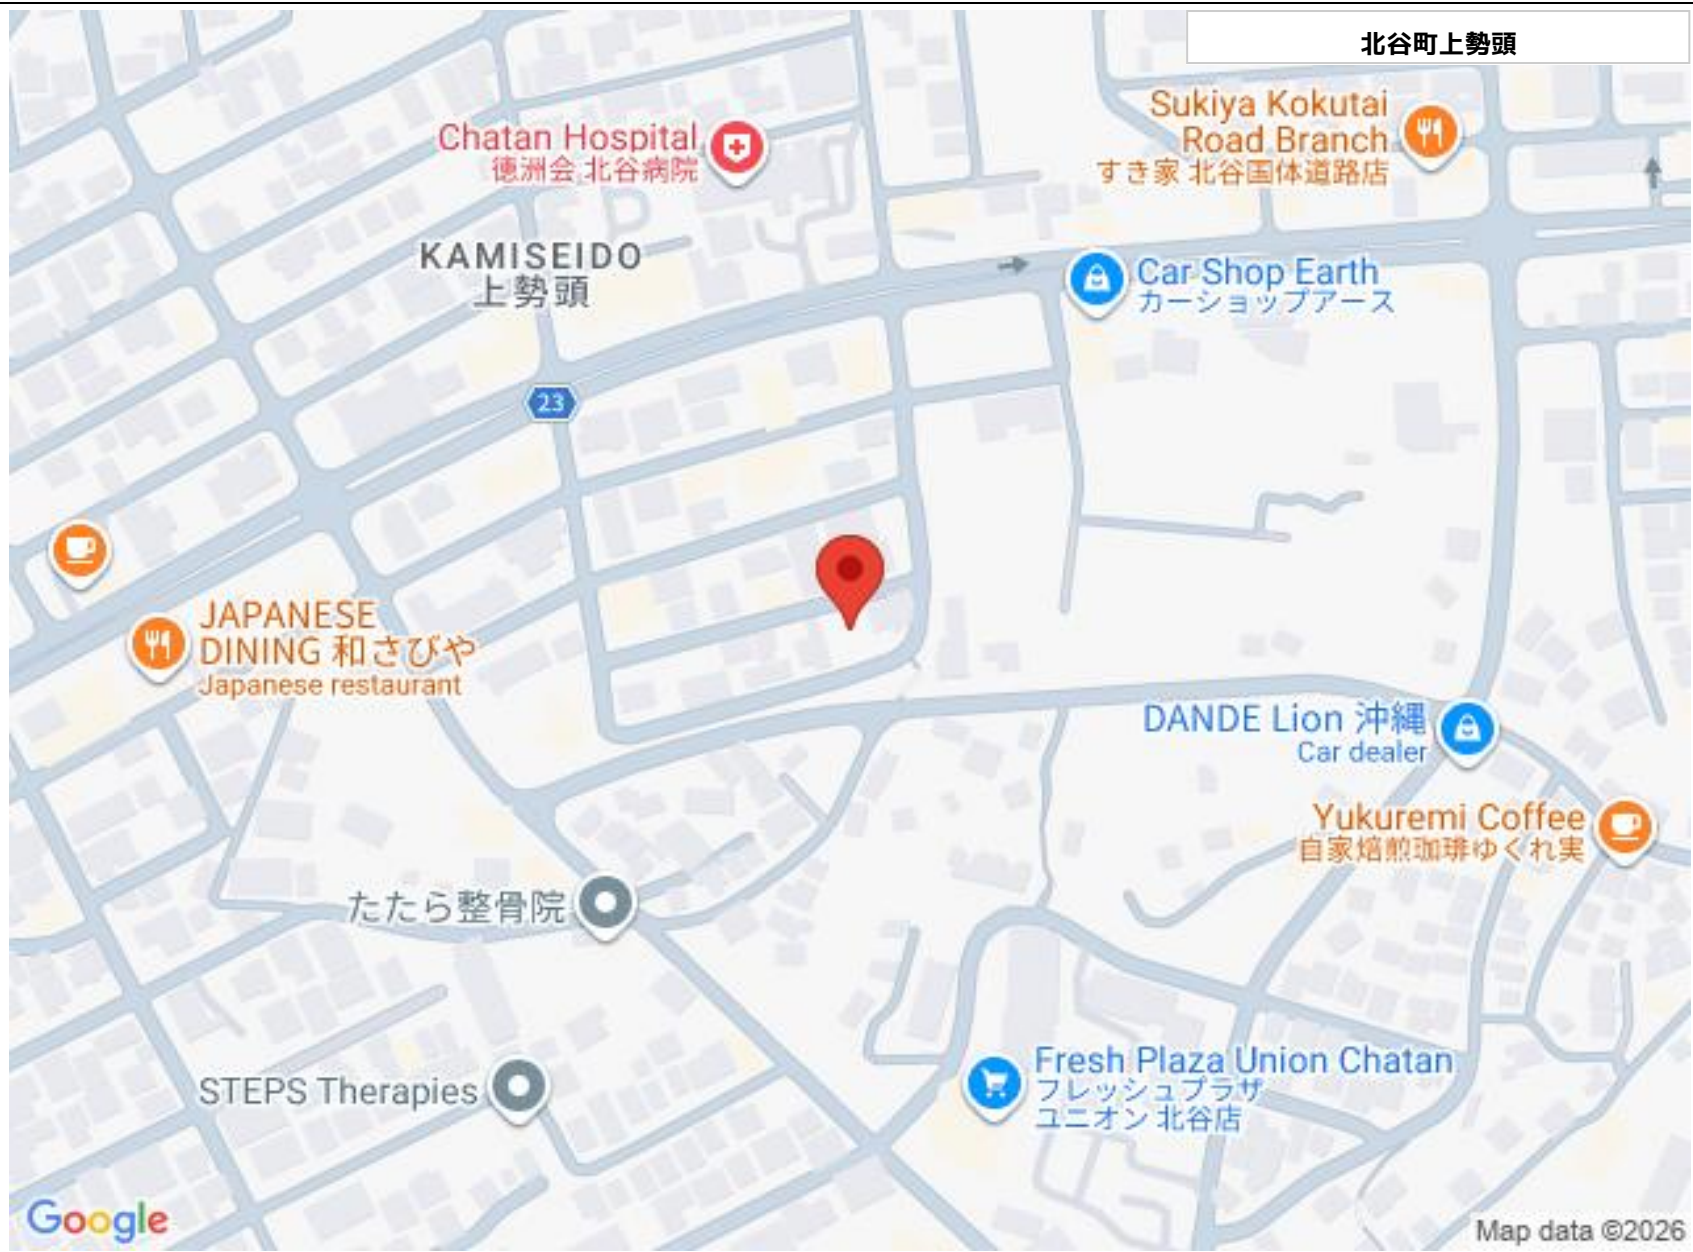 北谷町上勢頭
Sukiya Kokutai
Road Branch
すき家 北谷国体道路店
Chatan Hospital
徳洲会 北谷病院
KAMISEIDO
上勢頭
Car Shop Earth
カーショップアース
23
JAPANESE
DINING 和さびや
Japanese restaurant
DANDE Lion 沖縄
Car dealer
Yukuremi Coffee
自家焙煎珈琲ゆくれ実
たたら整骨院
Fresh Plaza Union Chatan
フレッシュプラザ
ユニオン 北谷店
STEPS Therapies
Google
Map data ©2026